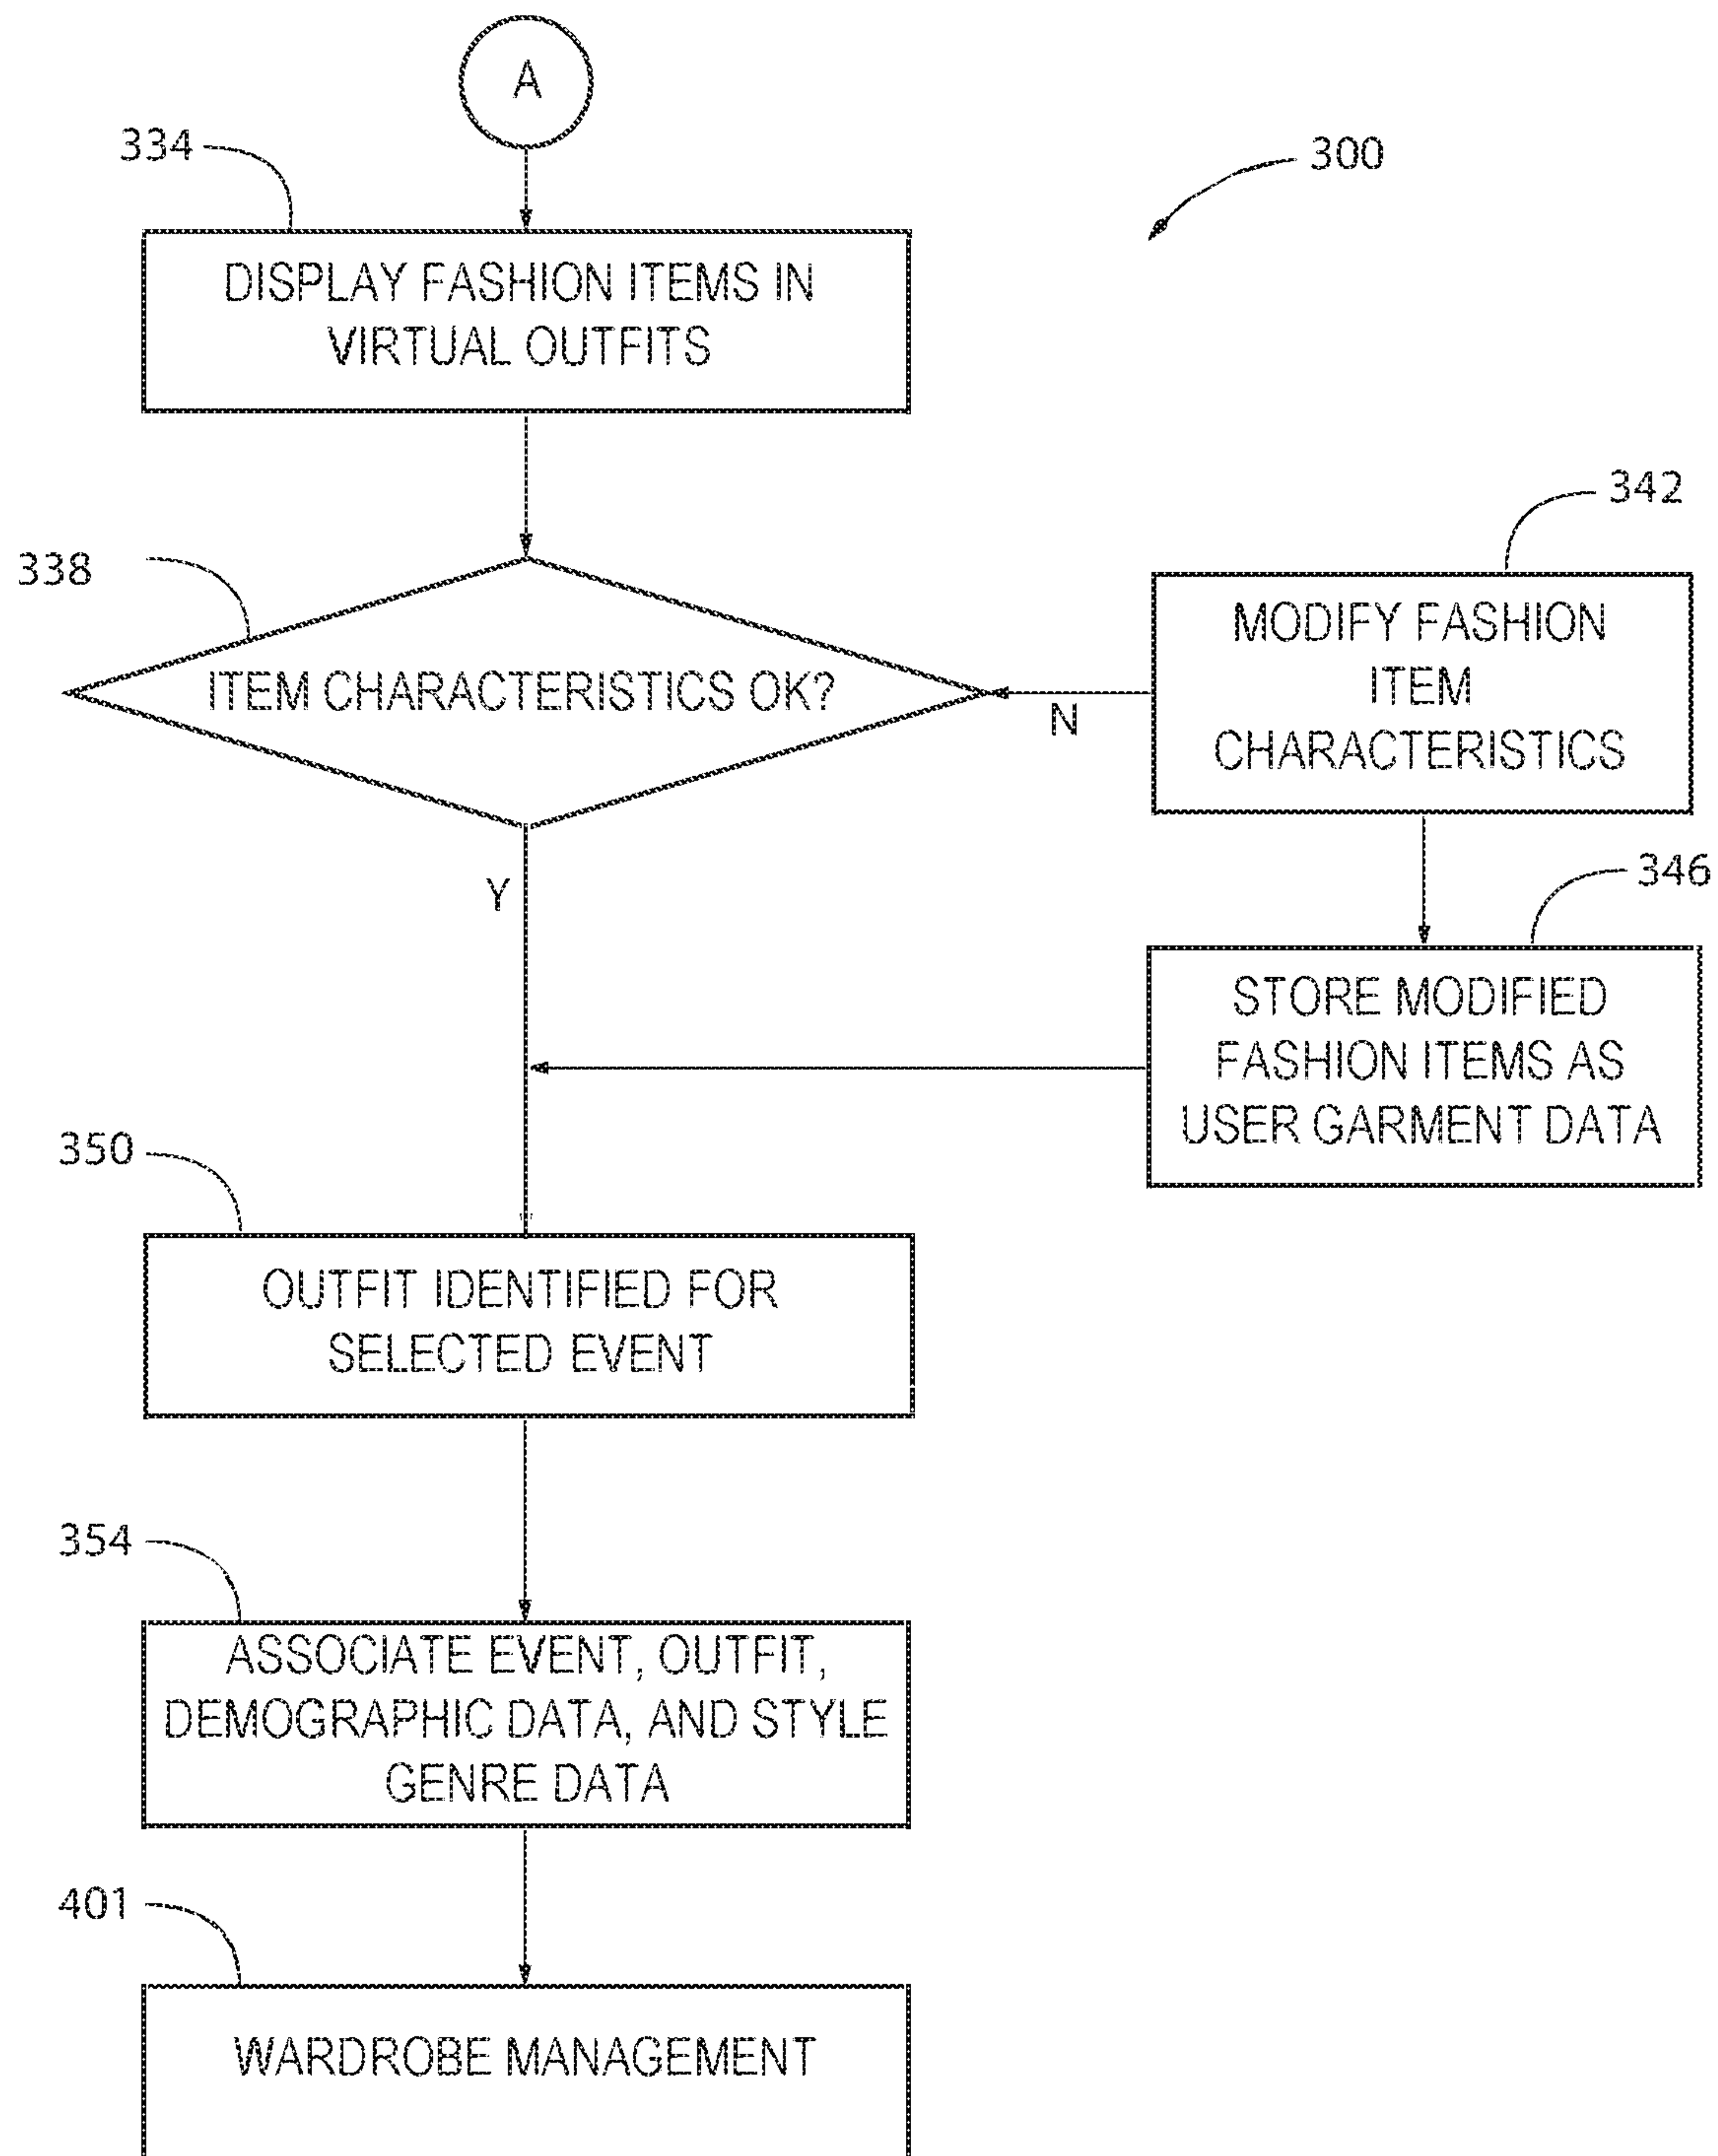 A
334
300
DISPLAY FASHION ITEMS IN
VIRTUAL OUTFITS
342
338
MODIFY FASHION
ITEM
CHARACTERISTICS
ITEM CHARACTERISTICS OK?
N
Y
346
STORE MODIFIED
FASHION ITEMS AS
USER GARMENT DATA
350
OUTFIT IDENTIFIED FOR
SELECTED EVENT
354
ASSOCIATE EVENT, OUTFIT,
DEMOGRAPHIC DATA, AND STYLE
GENRE DATA
401
WARDROBE MANAGEMENT